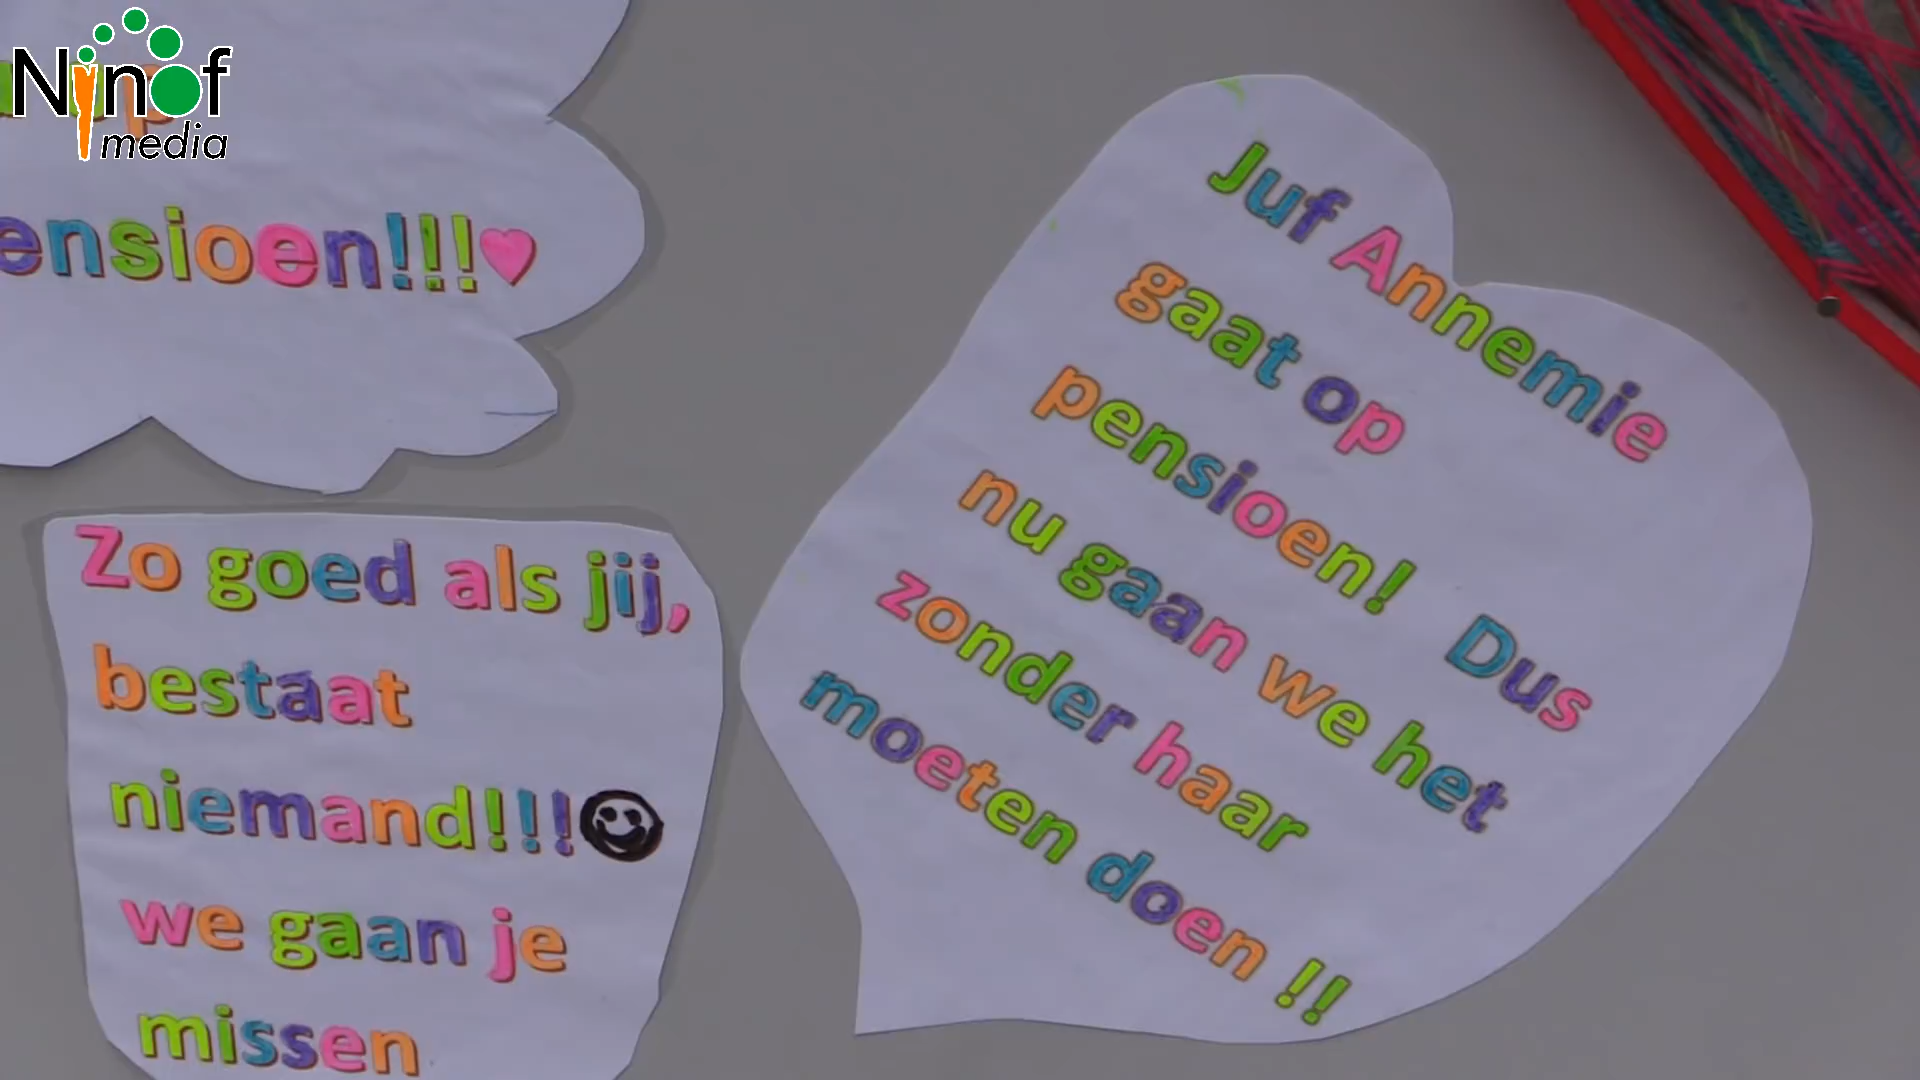 Ninof
media
op
ensioen!!!
Zo goed als jij,
bestaat
niemand!!!
we gaan je
missen
Juf Annemie
gaat op
pensioen! Dus
nu gaan we het
zonder haar
moeten doen !!